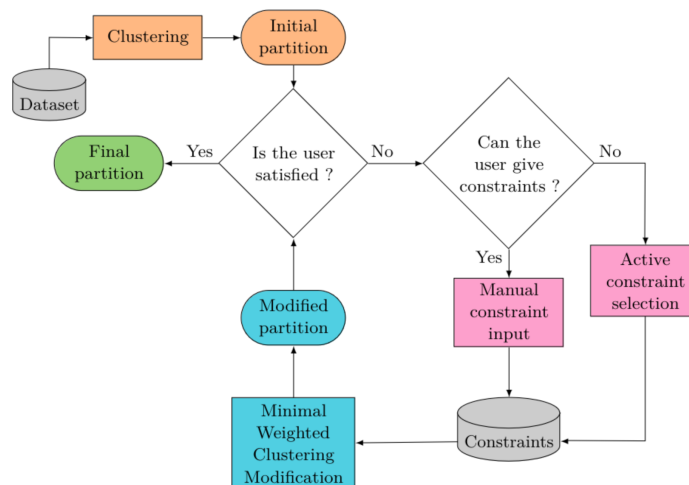 Clustering
Initial
partition
Dataset
Final
partition
Yes
Is the user
satisfied ?
No
Can the
user give
constraints ?
No
Yes
Modified
partition
Manual
constraint
input
Active
constraint
selection
Minimal
Weighted
Clustering
Modification
Constraints